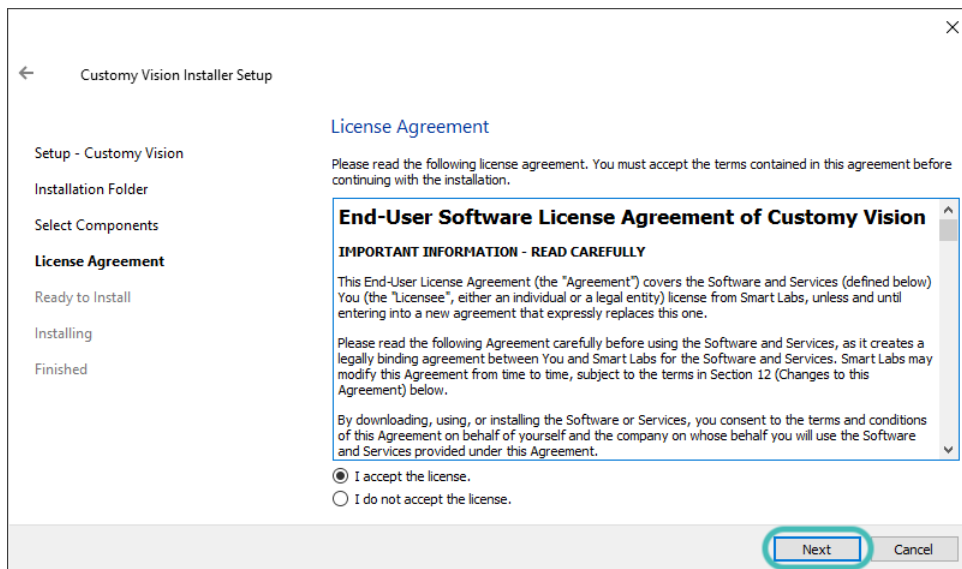 Customy Vision Installer Setup
Setup - Customy Vision
Installation Folder
Select Components
License Agreement
Ready to Install
Installing
Finished
License Agreement
Please read the following license agreement. You must accept the terms contained in this agreement before
continuing with the installation.
End-User Software License Agreement of Customy Vision
IMPORTANT INFORMATION - READ CAREFULLY
This End-User License Agreement (the "Agreement") covers the Software and Services (defined below)
You (the "Licensee", either an individual or a legal entity) license from Smart Labs, unless and until
entering into a new agreement that expressly replaces this one.
Please read the following Agreement carefully before using the Software and Services, as it creates a
legally binding agreement between You and Smart Labs for the Software and Services. Smart Labs may
modify this Agreement from time to time, subject to the terms in Section 12 (Changes to this
Agreement) below.
By downloading, using, or installing the Software or Services, you consent to the terms and conditions
of this Agreement on behalf of yourself and the company on whose behalf you will use the Software
and Services provided under this Agreement.
I accept the license.
I do not accept the license.
Next
Cancel